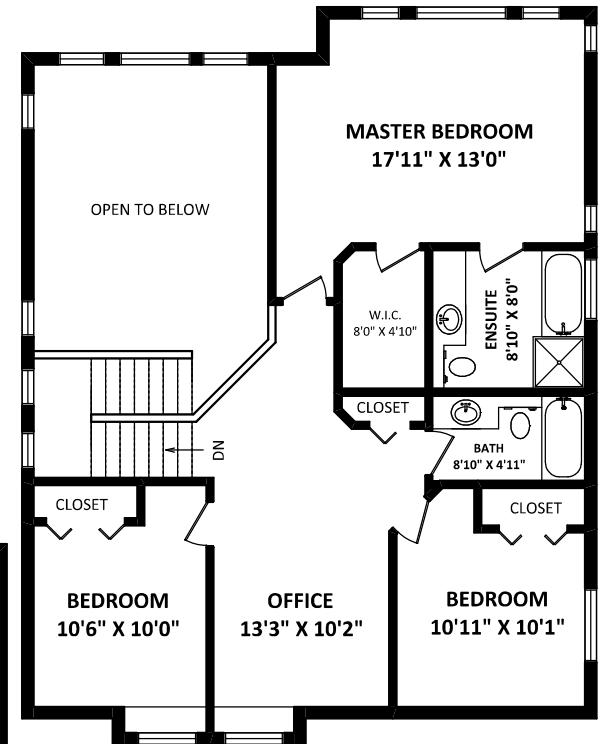 MASTER BEDROOM
17'11" X 13'0"
OPEN TO BELOW
W.I.C.
8'0" X 4'10"
ENSUITE
8'10" X 8'0"
CLOSET
BATH
8'10" X 4'11"
DN
CLOSET
CLOSET
BEDROOM
10'6" X 10'0"
OFFICE
13'3" X 10'2"
BEDROOM
10'11" X 10'1"